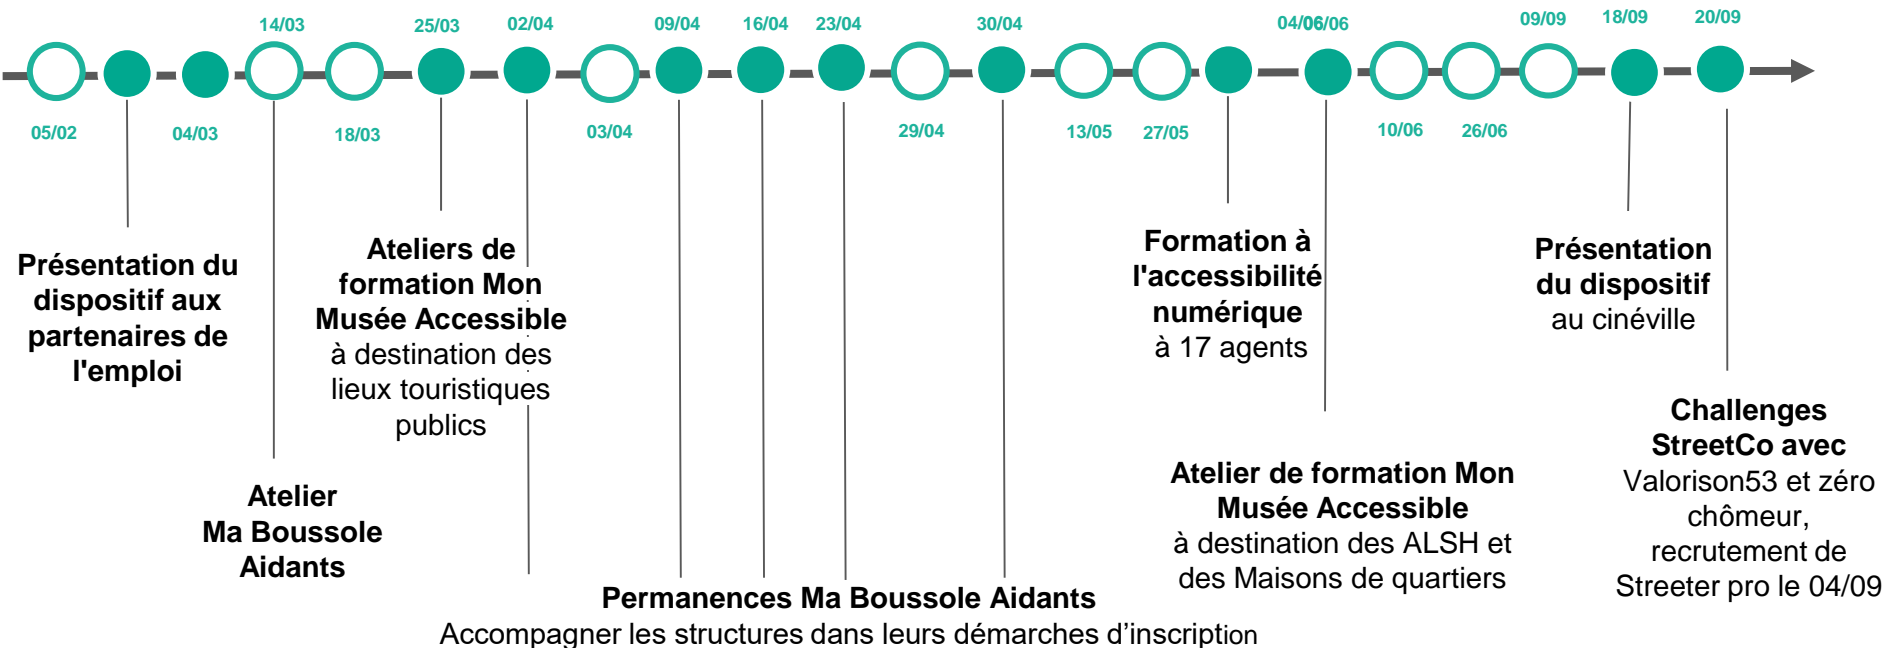 14/03
25/03
02/04
09/04
16/04
23/04
30/04
04/06
06/06
09/09
18/09
20/09
05/02
04/03
18/03
03/04
29/04
13/05
27/05
10/06
26/06
Présentation du
dispositif aux
partenaires de
l'emploi
Atelier
Ma Boussole
Aidants
Ateliers de
formation Mon
Musée Accessible
à destination des
lieux touristiques
publics
Permanences Ma Boussole Aidants
Accompagner les structures dans leurs démarches d’inscription
Formation à
l'accessibilité
numérique
à 17 agents
Atelier de formation Mon
Musée Accessible
à destination des ALSH et
des Maisons de quartiers
Présentation
du dispositif
au cinéville
Challenges
StreetCo avec
Valorison53 et zéro
chômeur,
recrutement de
Streeter pro le 04/09